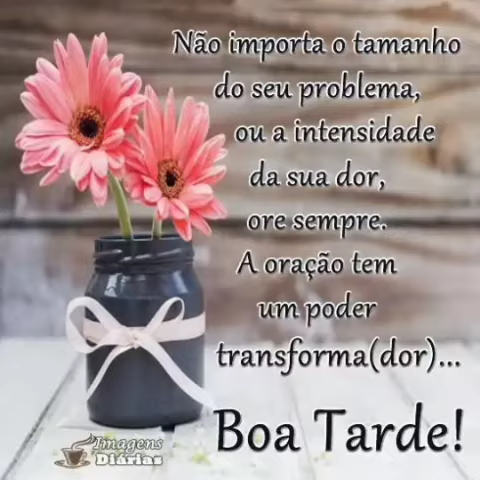 Não importa o tamanho
do seu problema,
ou a intensidade
da sua dor,
ore sempre.
A oração tem
um poder
transforma(dor)...
Boa Tarde!
Imagens
Diárias